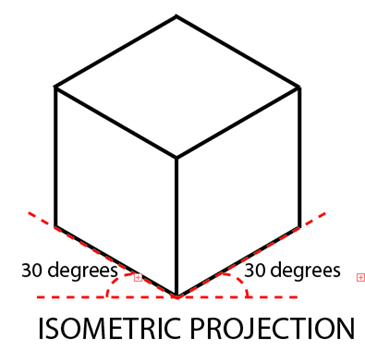 30 degrees 30 degrees
ISOMETRIC PROJECTION